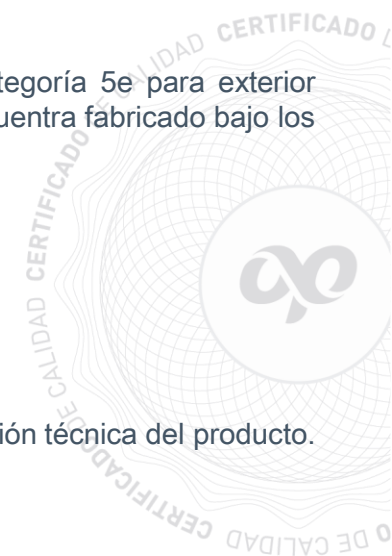 CERTIFICADO DE CALIDAD CERTIFICADO DE CALIDAD CERTIFICADO
tegoría 5e para exterior
uentra fabricado bajo los
ión técnica del producto.